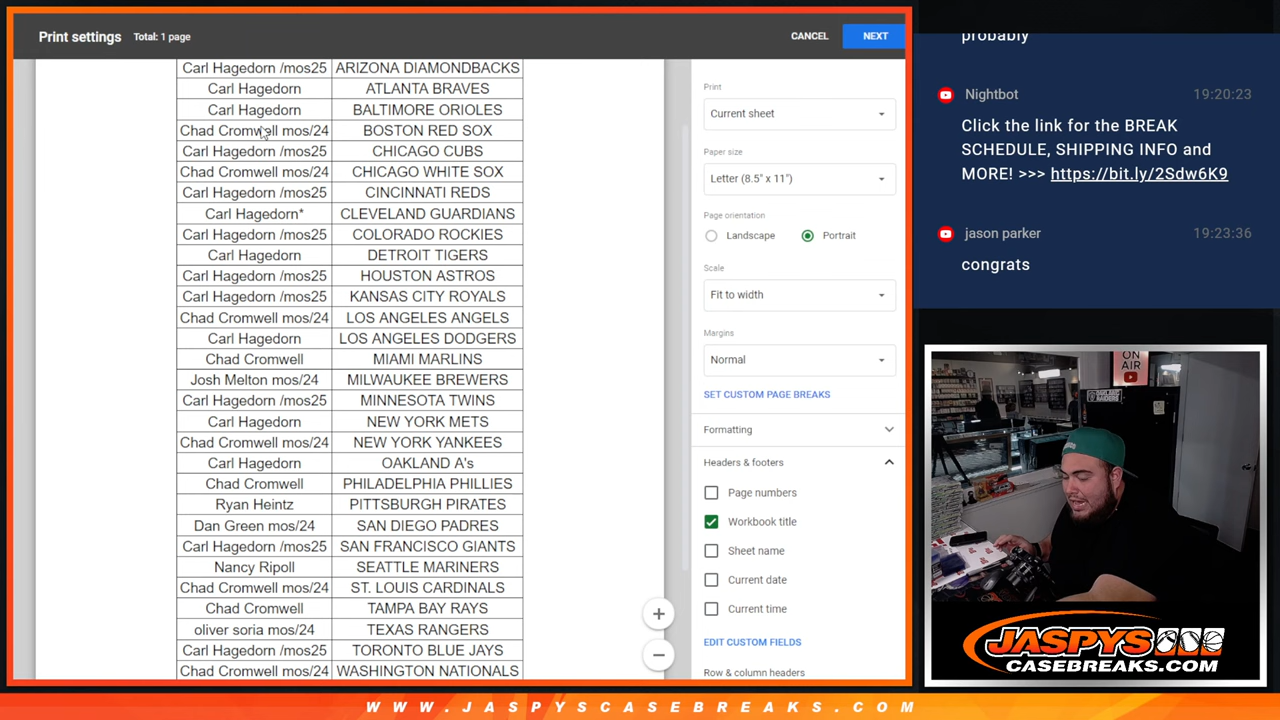 Print settings Total: 1 page CANCEL NEXT
Carl Hagedorn /mos25 ARIZONA DIAMONDBACKS
Carl Hagedorn ATLANTA BRAVES
Carl Hagedorn BALTIMORE ORIOLES
Chad Cromwell mos/24 BOSTON RED SOX
Carl Hagedorn /mos25 CHICAGO CUBS
Chad Cromwell mos/24 CHICAGO WHITE SOX
Carl Hagedorn /mos25 CINCINNATI REDS
Carl Hagedorn* CLEVELAND GUARDIANS
Carl Hagedorn /mos25 COLORADO ROCKIES
Carl Hagedorn DETROIT TIGERS
Carl Hagedorn /mos25 HOUSTON ASTROS
Carl Hagedorn /mos25 KANSAS CITY ROYALS
Chad Cromwell mos/24 LOS ANGELES ANGELS
Carl Hagedorn LOS ANGELES DODGERS
Chad Cromwell MIAMI MARLINS
Josh Melton mos/24 MILWAUKEE BREWERS
Carl Hagedorn /mos25 MINNESOTA TWINS
Carl Hagedorn NEW YORK METS
Chad Cromwell mos/24 NEW YORK YANKEES
Carl Hagedorn OAKLAND A's
Chad Cromwell PHILADELPHIA PHILLIES
Ryan Heintz PITTSBURGH PIRATES
Dan Green mos/24 SAN DIEGO PADRES
Carl Hagedorn /mos25 SAN FRANCISCO GIANTS
Nancy Ripoll SEATTLE MARINERS
Chad Cromwell mos/24 ST. LOUIS CARDINALS
Chad Cromwell TAMPA BAY RAYS
oliver soria mos/24 TEXAS RANGERS
Carl Hagedorn /mos25 TORONTO BLUE JAYS
Chad Cromwell mos/24 WASHINGTON NATIONALS
Print
Current sheet
Paper size
Letter (8.5" x 11")
Page orientation
Landscape Portrait
Scale
Fit to width
Margins
Normal
SET CUSTOM PAGE BREAKS
Formatting
Headers & footers
Page numbers
Workbook title
Sheet name
Current date
Current time
EDIT CUSTOM FIELDS
Row & column headers
probably
Nightbot 19:20:23
Click the link for the BREAK
SCHEDULE, SHIPPING INFO and
MORE! >>> https://bit.ly/2Sdw6K9
jason parker 19:23:36
congrats
ON
AIR
JASPYS
CASEBREAKS.COM
WWW.JASPYSCASEBREAKS.COM